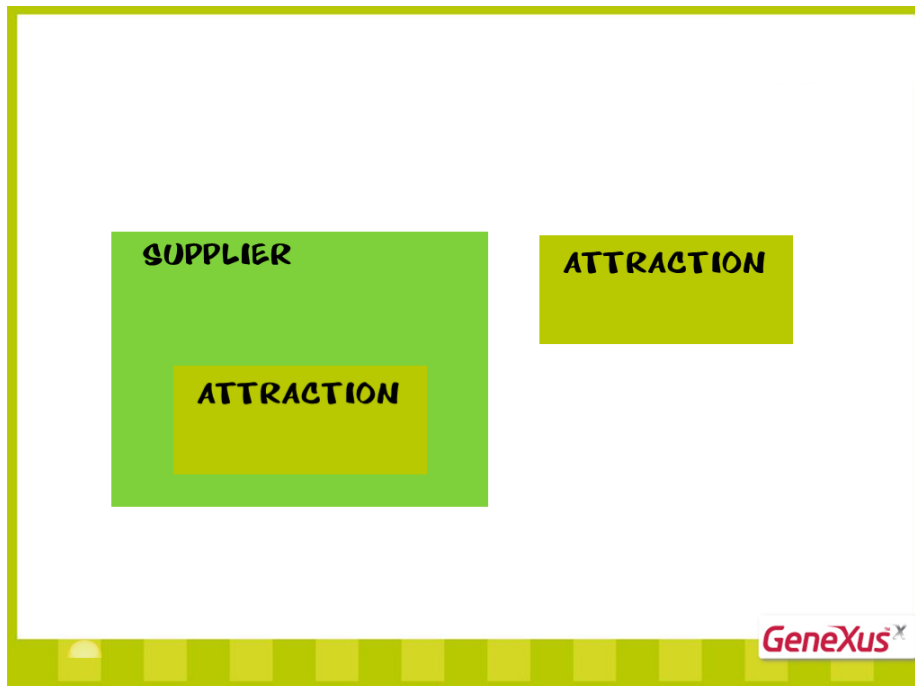 SUPPLIER
ATTRACTION
ATTRACTION
GeneXus X